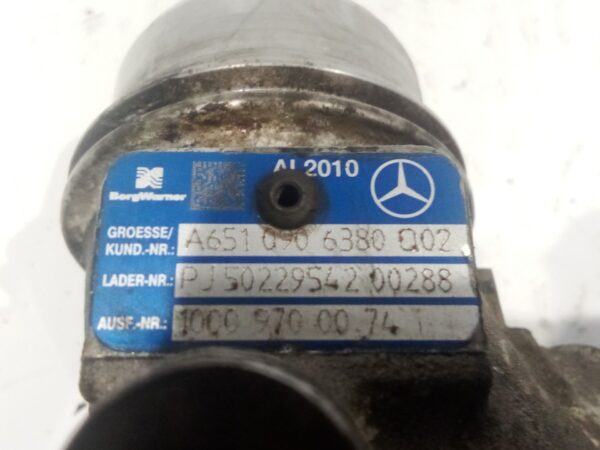 AL2010
BorgWarner
GROESSE/
KUND.-NR.: A651 090 6380 Q02
LADER-NR.: PJ 50229542 00288
AUSF.-NR.: 1000 970 00 74